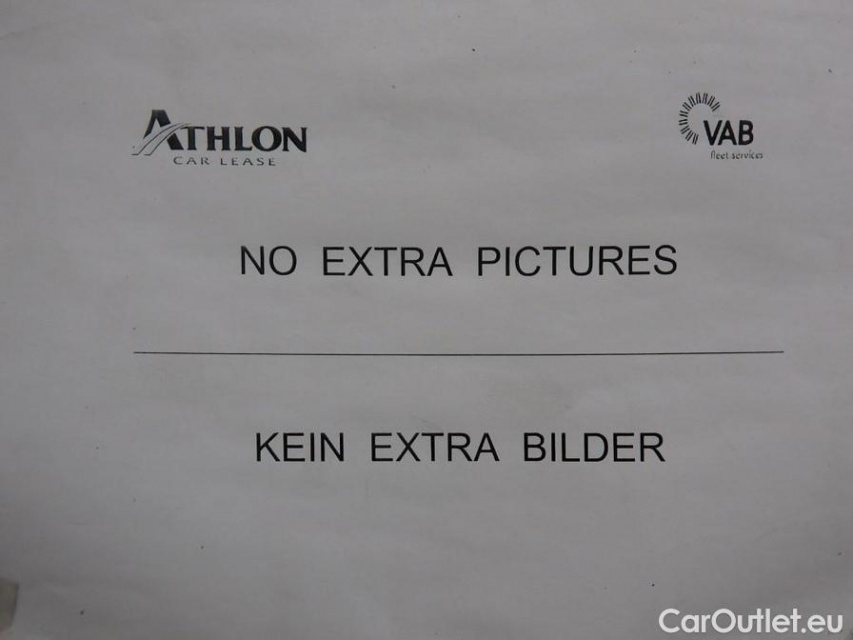 ATHLON
CAR LEASE
VAB
fleet services
NO EXTRA PICTURES
KEIN EXTRA BILDER
CarOutlet.eu